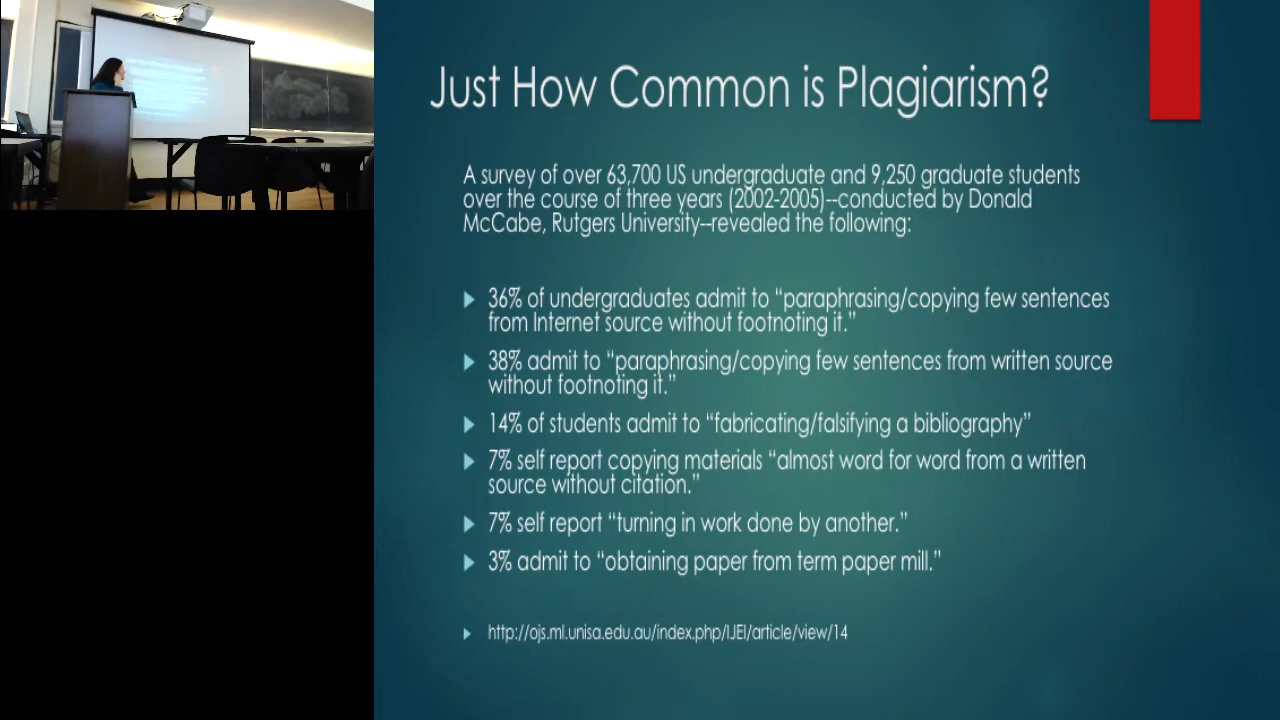 Just How Common is Plagiarism?
A survey of over 63,700 US undergraduate and 9,250 graduate students
over the course of three years (2002-2005)--conducted by Donald
McCabe, Rutgers University--revealed the following:
36% of undergraduates admit to “paraphrasing/copying few sentences
from Internet source without footnoting it.”
38% admit to “paraphrasing/copying few sentences from written source
without footnoting it.”
14% of students admit to “fabricating/falsifying a bibliography”
7% self report copying materials “almost word for word from a written
source without citation.”
7% self report “turning in work done by another.”
3% admit to “obtaining paper from term paper mill.”
http://ojs.ml.unisa.edu.au/index.php/IJEI/article/view/14